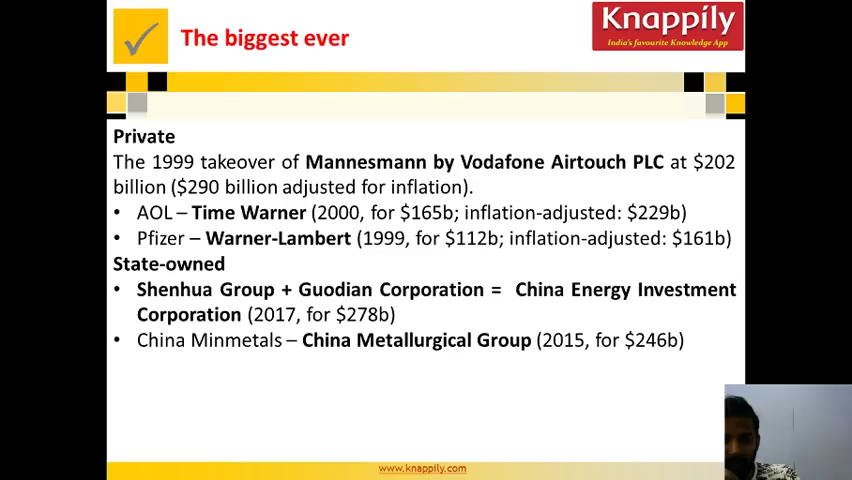 The biggest ever
Knappily
India's favourite Knowledge App
Private
The 1999 takeover of Mannesmann by Vodafone Airtouch PLC at $202
billion ($290 billion adjusted for inflation).
• AOL – Time Warner (2000, for $165b; inflation-adjusted: $229b)
• Pfizer – Warner-Lambert (1999, for $112b; inflation-adjusted: $161b)
State-owned
• Shenhua Group + Guodian Corporation = China Energy Investment
Corporation (2017, for $278b)
• China Minmetals – China Metallurgical Group (2015, for $246b)
www.knappily.com